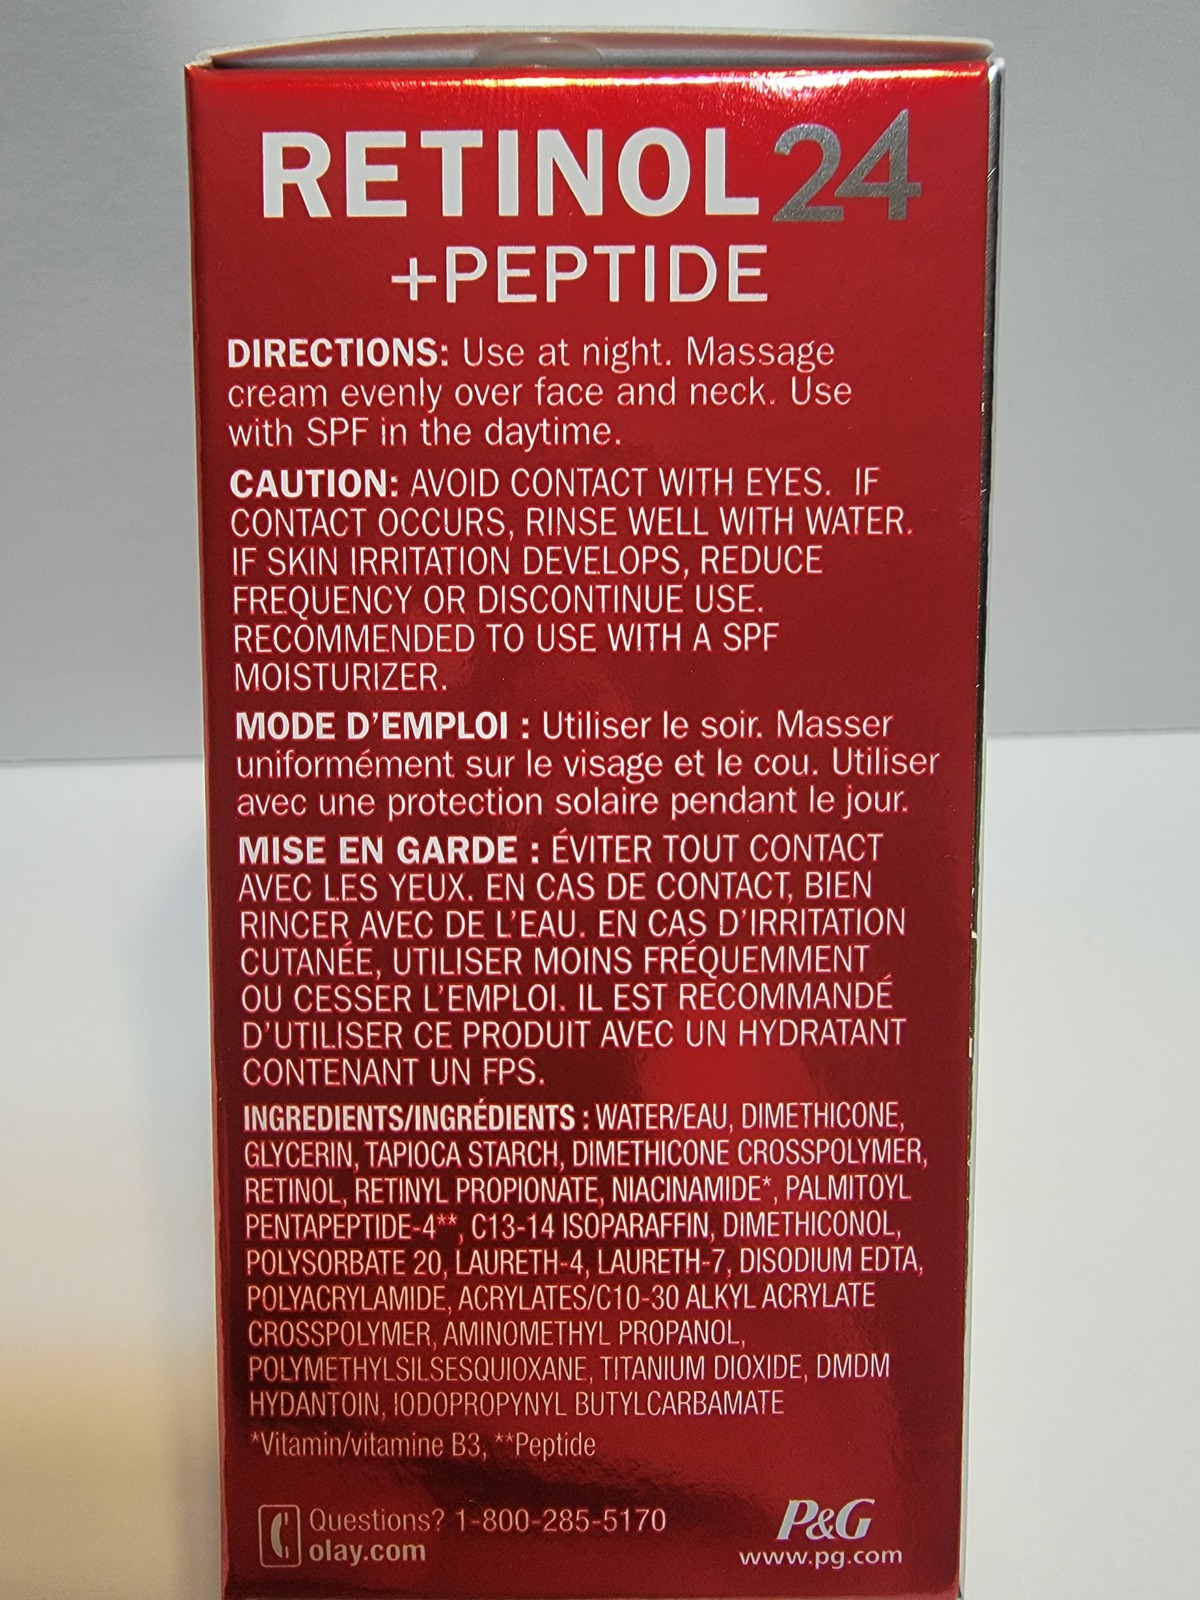 RETINOL24
+PEPTIDE
DIRECTIONS: Use at night. Massage
cream evenly over face and neck. Use
with SPF in the daytime.
CAUTION: AVOID CONTACT WITH EYES. IF
CONTACT OCCURS, RINSE WELL WITH WATER.
IF SKIN IRRITATION DEVELOPS, REDUCE
FREQUENCY OR DISCONTINUE USE.
RECOMMENDED TO USE WITH A SPF
MOISTURIZER.
MODE D'EMPLOI : Utiliser le soir. Masser
uniformément sur le visage et le cou. Utiliser
avec une protection solaire pendant le jour.
MISE EN GARDE : ÉVITER TOUT CONTACT
AVEC LES YEUX. EN CAS DE CONTACT, BIEN
RINCER AVEC DE L'EAU. EN CAS D'IRRITATION
CUTANÉE, UTILISER MOINS FRÉQUEMMENT
OU CESSER L'EMPLOI. IL EST RECOMMANDÉ
D'UTILISER CE PRODUIT AVEC UN HYDRATANT
CONTENANT UN FPS.
INGREDIENTS/INGRÉDIENTS : WATER/EAU, DIMETHICONE,
GLYCERIN, TAPIOCA STARCH, DIMETHICONE CROSSPOLYMER,
RETINOL, RETINYL PROPIONATE, NIACINAMIDE*, PALMITOYL
PENTAPEPTIDE-4**, C13-14 ISOPARAFFIN, DIMETHICONOL,
POLYSORBATE 20, LAURETH-4, LAURETH-7, DISODIUM EDTA,
POLYACRYLAMIDE, ACRYLATES/C10-30 ALKYL ACRYLATE
CROSSPOLYMER, AMINOMETHYL PROPANOL,
POLYMETHYLSILSESQUIOXANE, TITANIUM DIOXIDE, DMDM
HYDANTOIN, IODOPROPYNYL BUTYLCARBAMATE
*Vitamin/vitamine B3, **Peptide
Questions? 1-800-285-5170
olay.com
P&G
www.pg.com